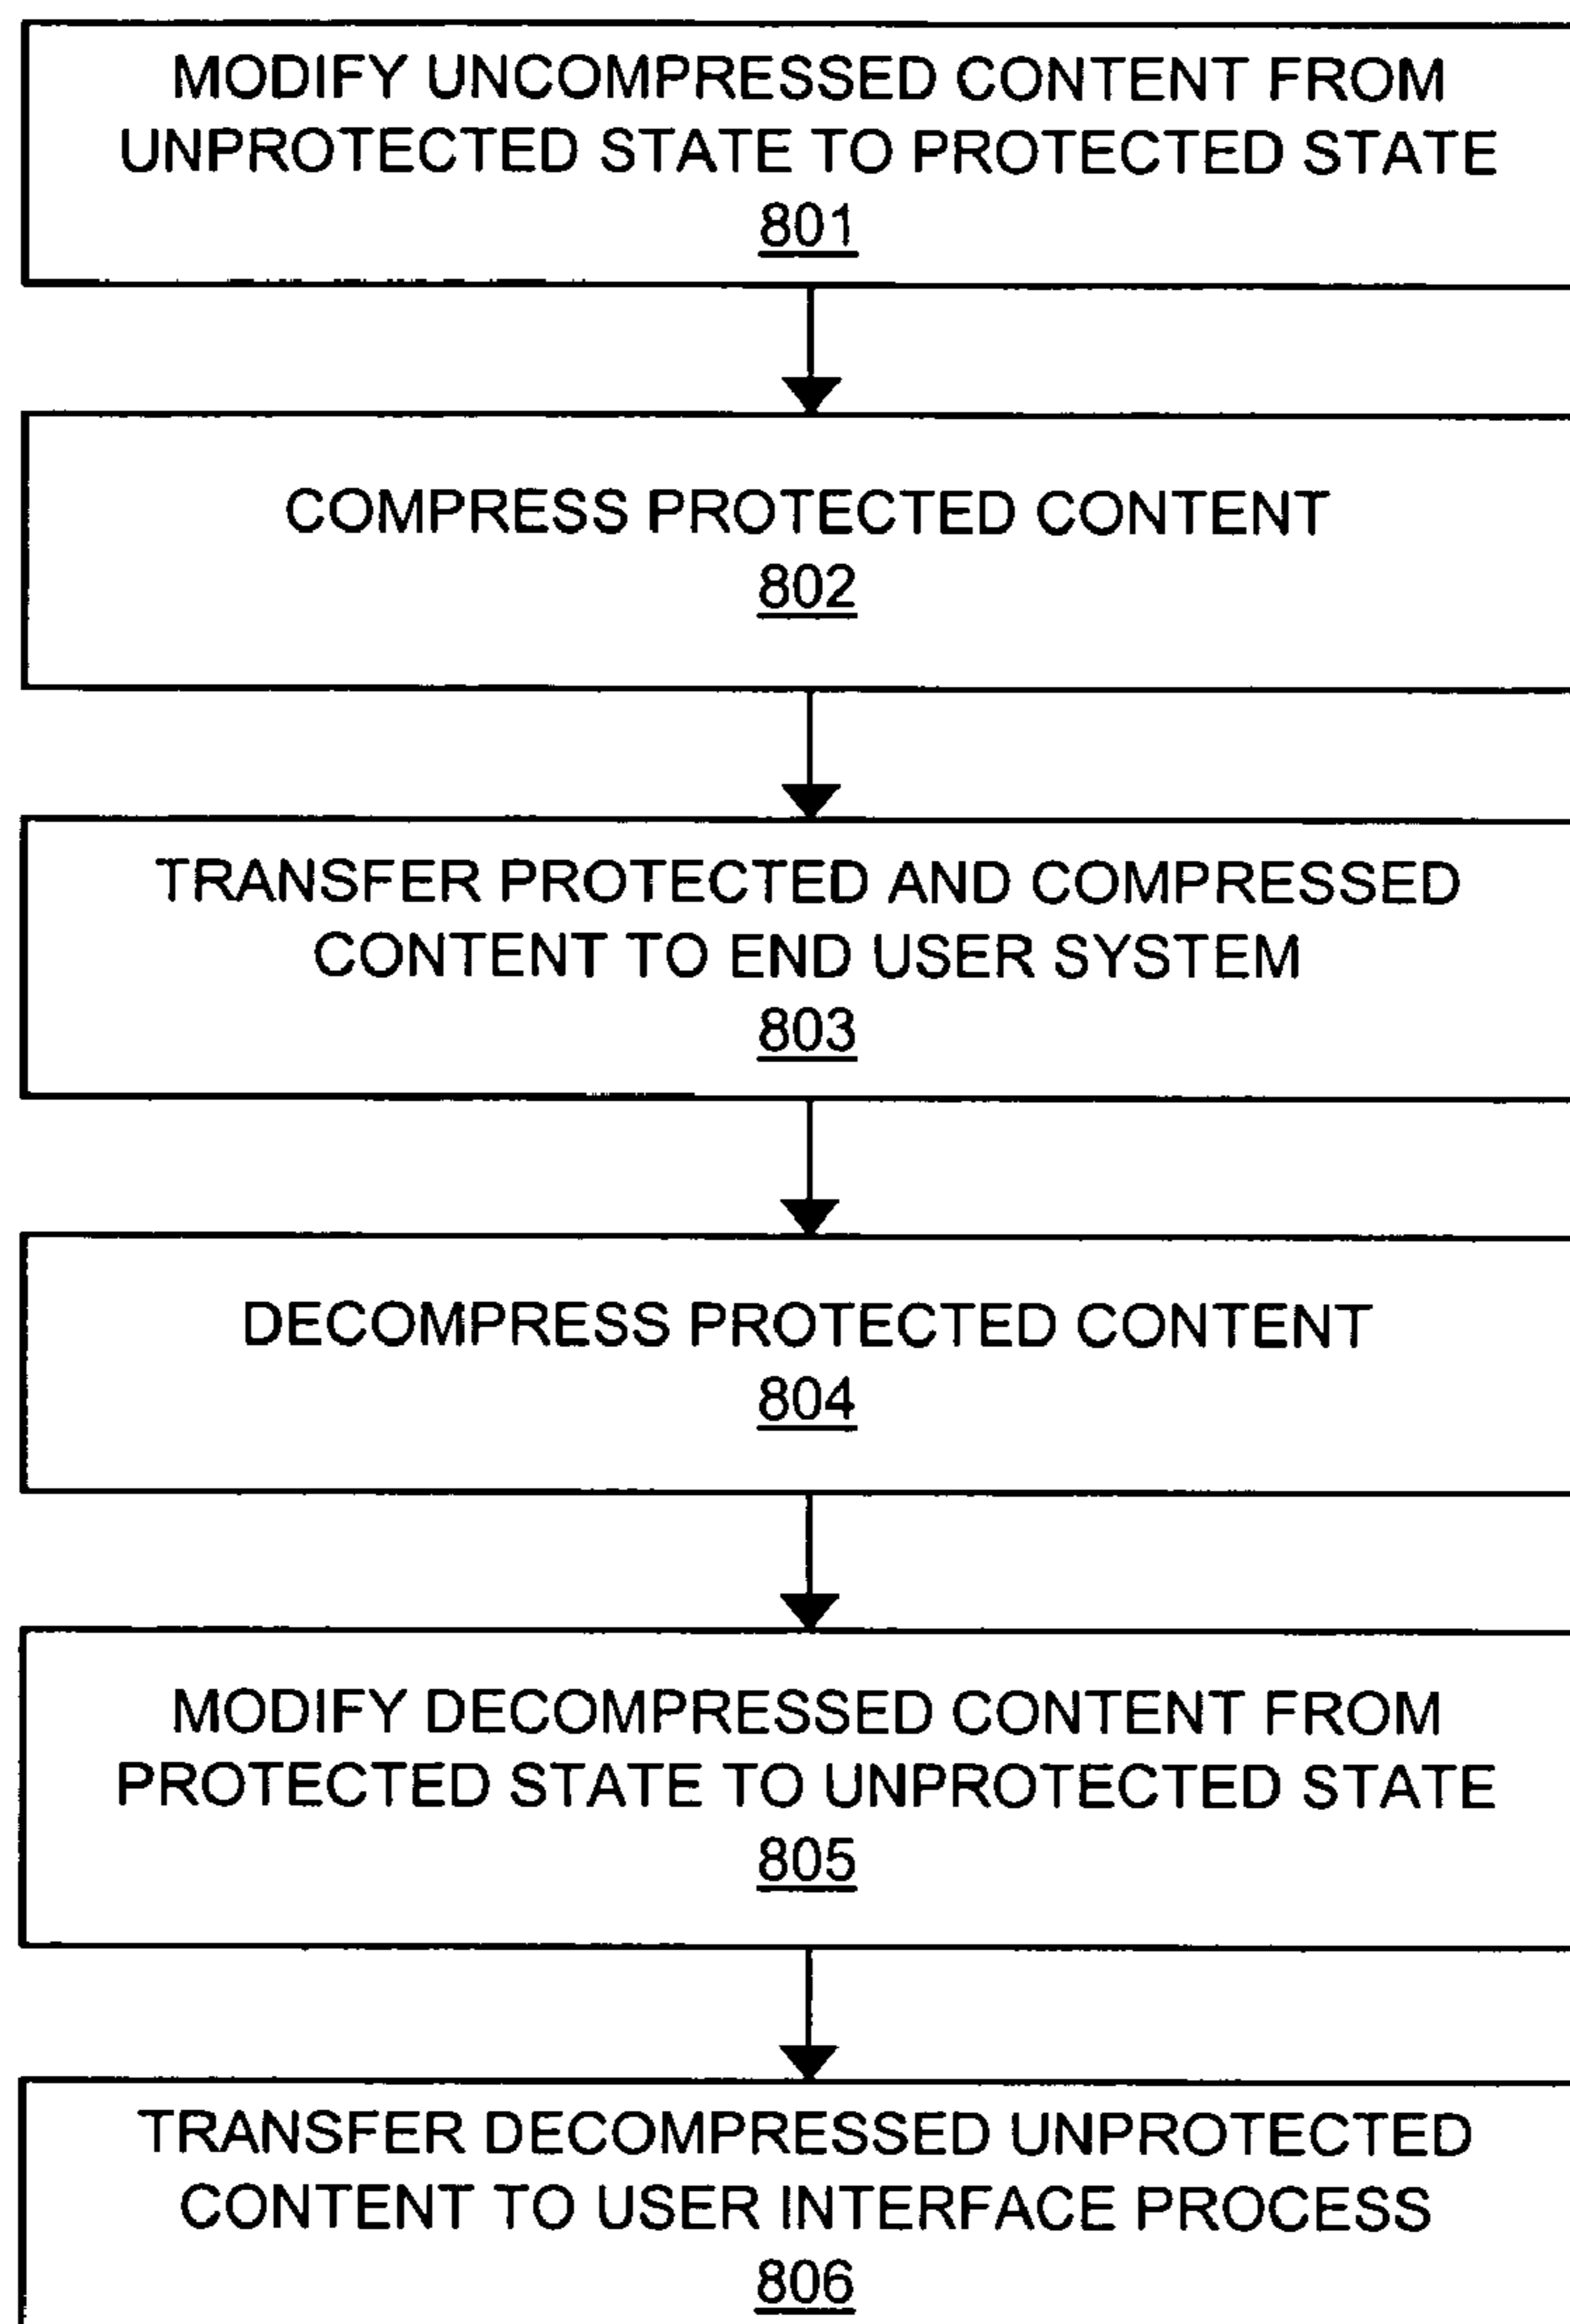 MODIFY UNCOMPRESSED CONTENT FROM
UNPROTECTED STATE TO PROTECTED STATE
801
COMPRESS PROTECTED CONTENT
802
TRANSFER PROTECTED AND COMPRESSED
CONTENT TO END USER SYSTEM
803
DECOMPRESS PROTECTED CONTENT
804
MODIFY DECOMPRESSED CONTENT FROM
PROTECTED STATE TO UNPROTECTED STATE
805
TRANSFER DECOMPRESSED UNPROTECTED
CONTENT TO USER INTERFACE PROCESS
806